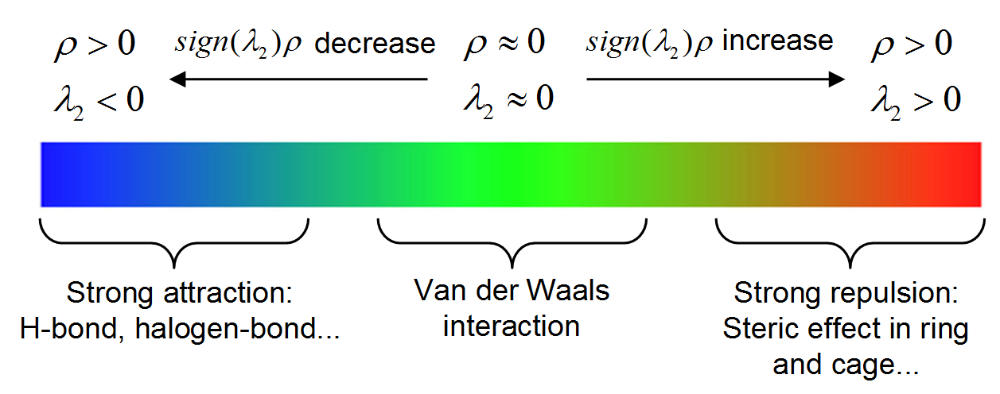 ρ > 0 sign(λ₂)ρ decrease ρ ≈ 0 sign(λ₂)ρ increase ρ > 0
λ₂ < 0 λ₂ ≈ 0 λ₂ > 0
Strong attraction:
H-bond, halogen-bond...
Van der Waals
interaction
Strong repulsion:
Steric effect in ring
and cage...